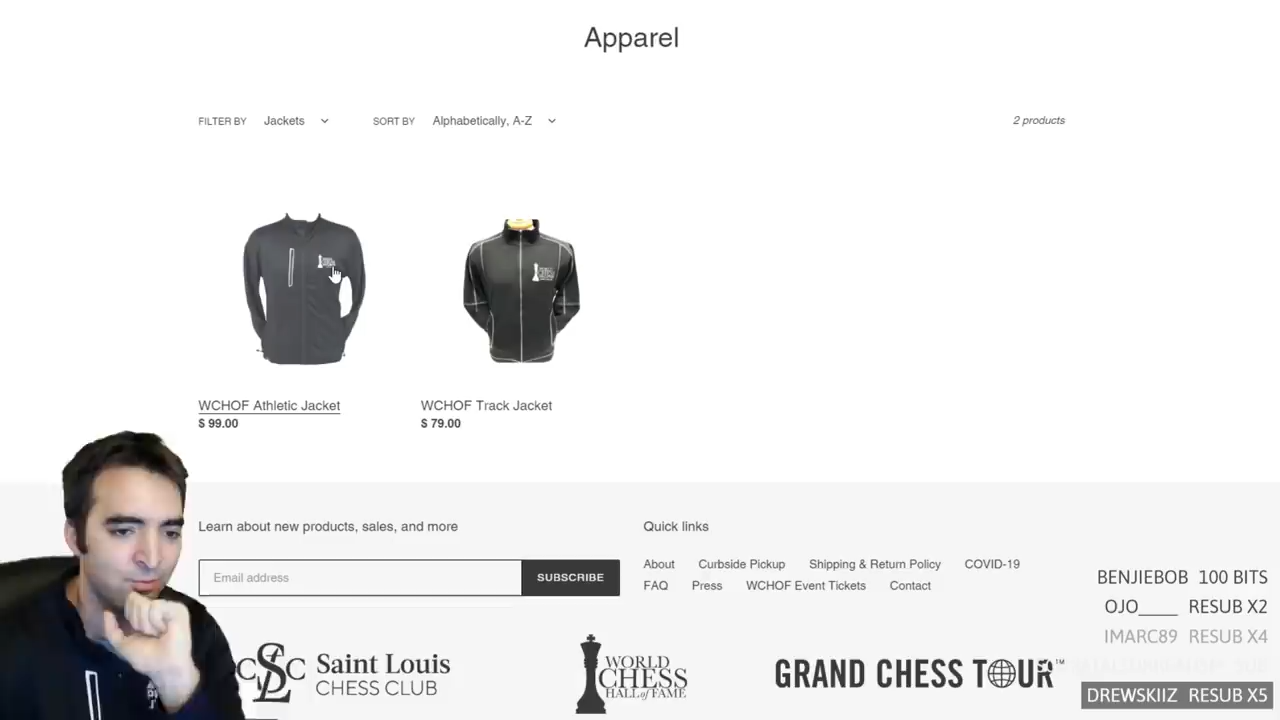 Apparel
FILTER BY Jackets SORT BY Alphabetically, A-Z 2 products
WCHOF Athletic Jacket
$ 99.00
WCHOF Track Jacket
$ 79.00
Learn about new products, sales, and more
Email address SUBSCRIBE
Quick links
About Curbside Pickup Shipping & Return Policy COVID-19
FAQ Press WCHOF Event Tickets Contact
Saint Louis
CHESS CLUB
WORLD
CHESS
HALL of FAME
GRAND CHESS TOUR™
BENJIEBOB 100 BITS
OJO____ RESUB X2
IMARC89 RESUB X4
DREWSKIIZ RESUB X5